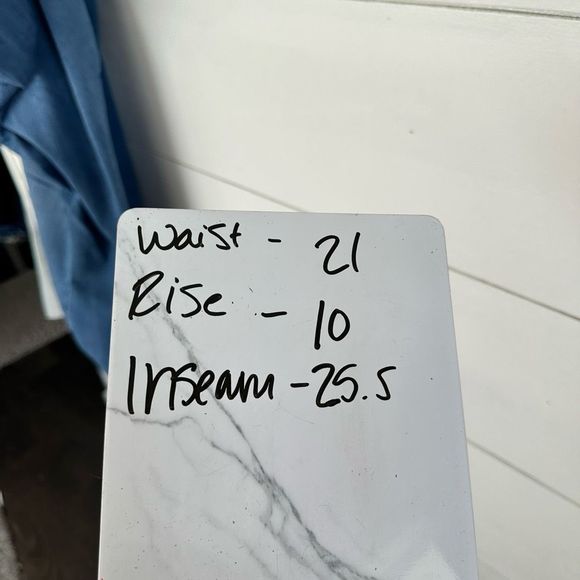 Waist - 21
Rise - 10
Inseam - 25.5